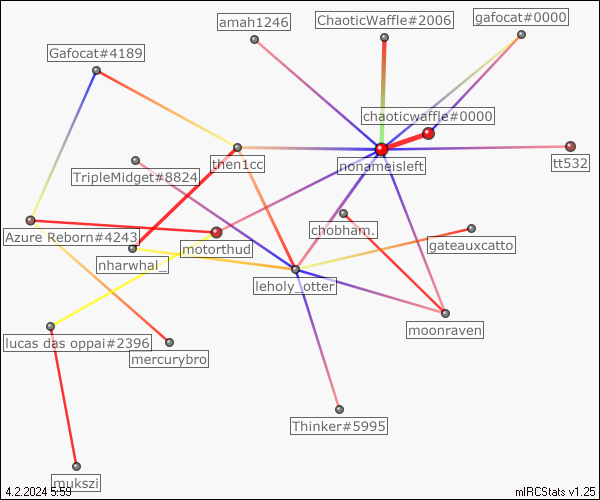 amah1246
ChaoticWaffle#2006
gafocat#0000
Gafocat#4189
chaoticwaffle#0000
then1cc
nonameisleft
tt532
TripleMidget#8824
chobham.
Azure Reborn#4243
motorthud
gateauxcatto
nharwhal_
leholy_otter
moonraven
lucas das oppai#2396
mercurybro
Thinker#5995
mukszi
4.2.2024 5:59
mIRCStats v1.25